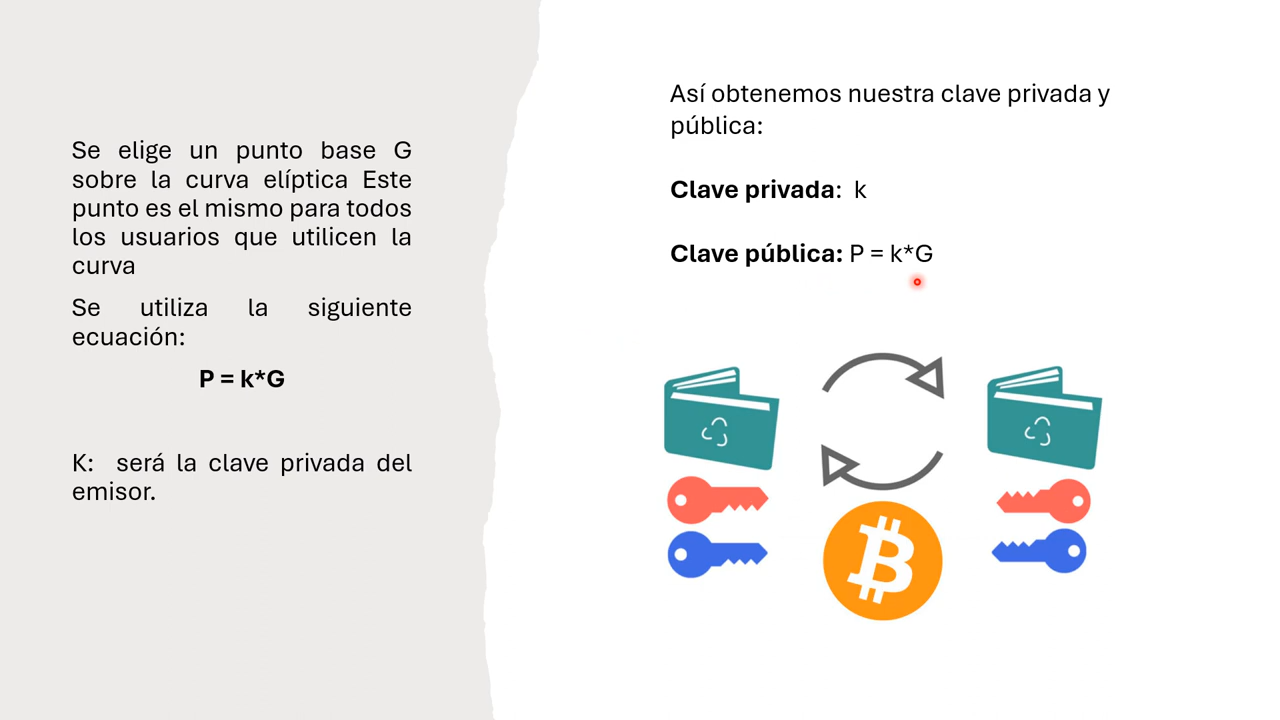 Se elige un punto base G
sobre la curva elíptica Este
punto es el mismo para todos
los usuarios que utilicen la
curva
Se utiliza la siguiente
ecuación:
P = k*G
K: será la clave privada del
emisor.
Así obtenemos nuestra clave privada y
pública:
Clave privada: k
Clave pública: P = k*G